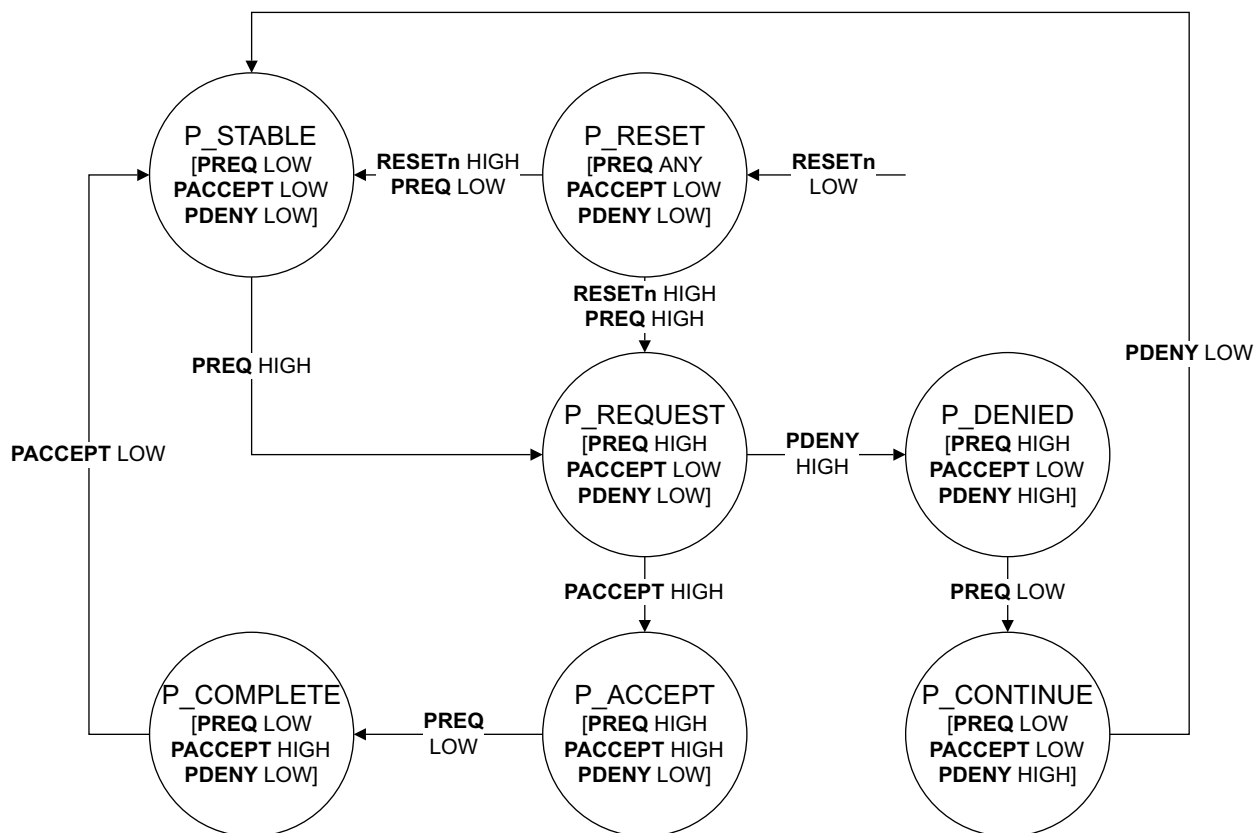 P_STABLE
[PREQ LOW
PACCEPT LOW
PDENY LOW]
RESETn HIGH
PREQ LOW
P_RESET
[PREQ ANY
PACCEPT LOW
PDENY LOW]
RESETn
LOW
RESETn HIGH
PREQ HIGH
PREQ HIGH
PDENY LOW
PACCEPT LOW
P_REQUEST
[PREQ HIGH
PACCEPT LOW
PDENY LOW]
PDENY
HIGH
P_DENIED
[PREQ HIGH
PACCEPT LOW
PDENY HIGH]
PACCEPT HIGH
PREQ LOW
P_COMPLETE
[PREQ LOW
PACCEPT HIGH
PDENY LOW]
PREQ
LOW
P_ACCEPT
[PREQ HIGH
PACCEPT HIGH
PDENY LOW]
P_CONTINUE
[PREQ LOW
PACCEPT LOW
PDENY HIGH]